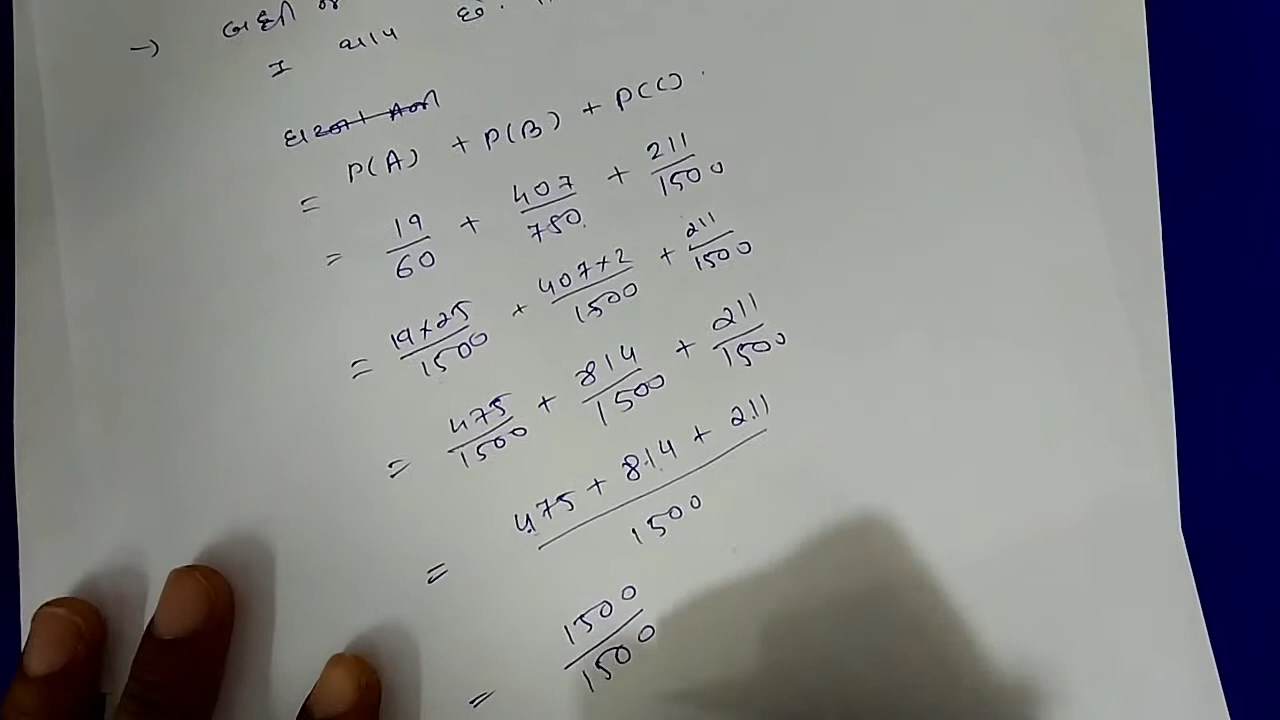 → બધી
I થાય છે.
= P(A) + P(B) + P(C).
= 19/60 + 407/750 + 211/1500
= 19×25/1500 + 407×2/1500 + 211/1500
= 475/1500 + 814/1500 + 211/1500
= 475 + 814 + 211/1500
= 1500/1500